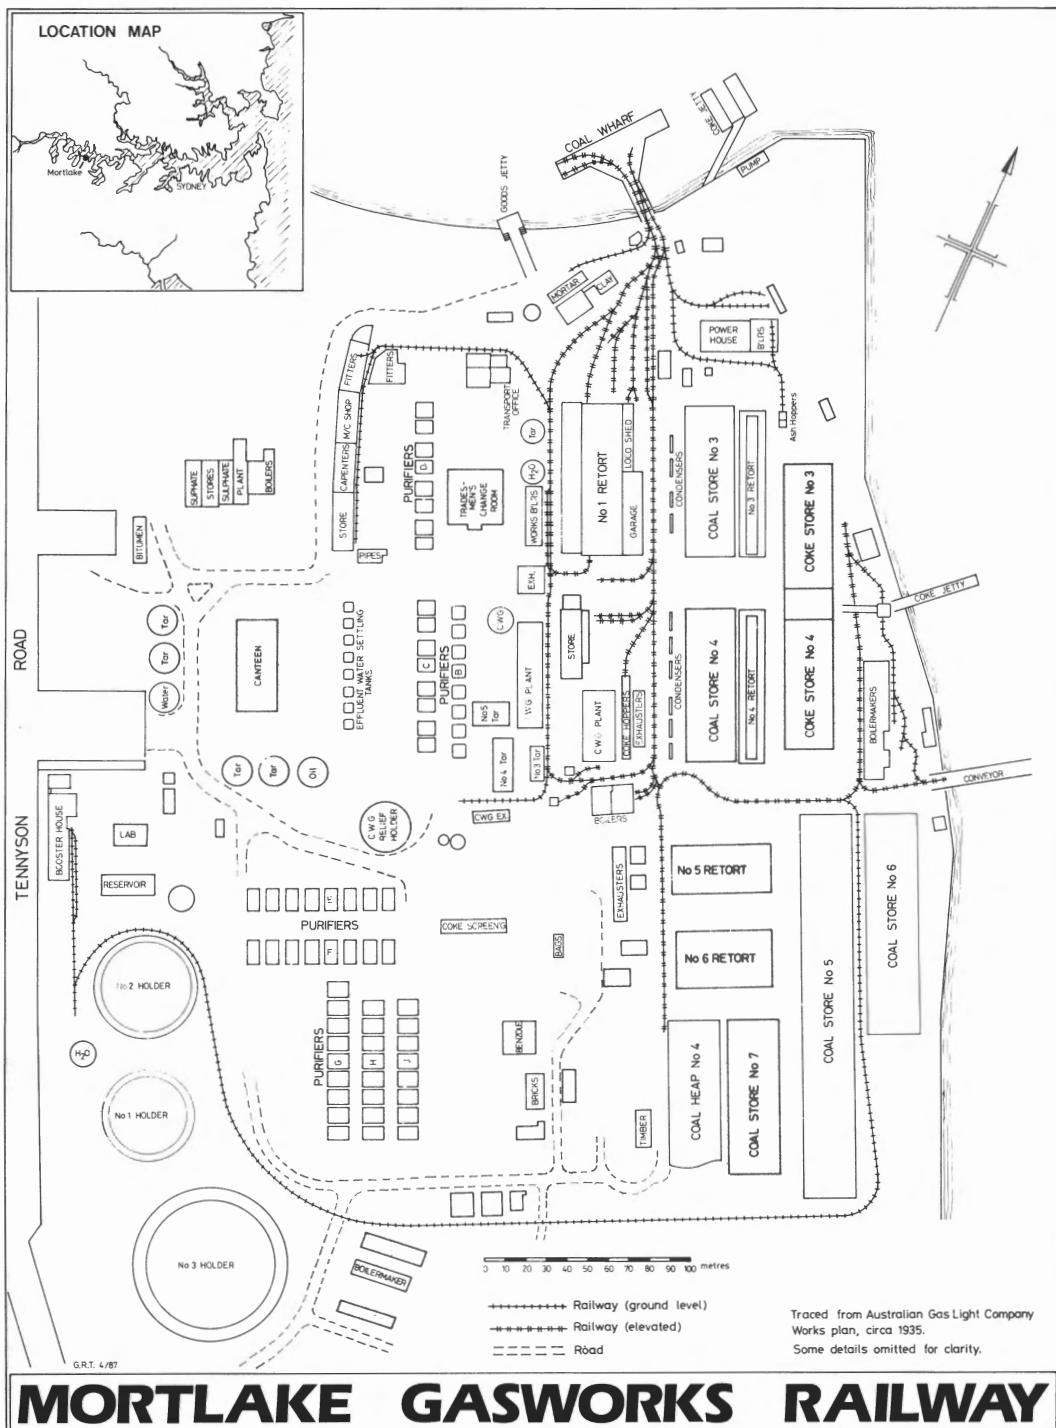 LOCATION MAP
Mortlake
SYDNEY
COAL WHARF
COKE JETTY
PUMP
GOODS JETTY
MORTAR
CLAY
POWER
HOUSE
B'LRS
Ash Hoppers
FITTERS
FITTERS
M/C SHOP
CAPENTERS
STORE
PIPES
TRANSPORT
OFFICE
Tar
H₂O
WORKS B'LRS
EXH.
PURIFIERS
D
TRADES-
MEN'S
CHANGE
ROOM
No 1 RETORT
LOLO SHED
GARAGE
CONDENSERS
COAL STORE No 3
No 3 RETORT
COKE STORE No 3
SUPHATE
STORES
SULPHATE
PLANT
BOILERS
BITUMEN
ROAD
Tar
Tar
Water
CANTEEN
EFFLUENT WATER SETTLING
TANKS
PURIFIERS
C
B
CWG
STORE
CWG PLANT
CWG PLANT
COKE HOPPERS
EXHAUSTERS
CONDENSERS
COAL STORE No 4
No 4 RETORT
COKE STORE No 4
COKE JETTY
BOILERMAKERS
CONVEYOR
No5
Tar
No 4 Tar
No 3 Tar
Tar
Tar
Oil
CWG
RELIEF
HOLDER
CWG EX
BOILERS
TENNYSON
BOOSTER HOUSE
LAB
RESERVOIR
E
PURIFIERS
F
COKE SCREEN'G
EXHAUSTERS
BAGS
No 5 RETORT
No 6 RETORT
COAL STORE No 5
COAL STORE No 6
No 2 HOLDER
H₂O
No 1 HOLDER
No 3 HOLDER
PURIFIERS
G
H
J
BENZOLE
BRICKS
TIMBER
COAL HEAP No 4
COAL STORE No 7
BOILERMAKER
0 10 20 30 40 50 60 70 80 90 100 metres
Railway (ground level)
Railway (elevated)
Road
Traced from Australian Gas Light Company
Works plan, circa 1935.
Some details omitted for clarity.
G.R.T. 4/87
MORTLAKE GASWORKS RAILWAY